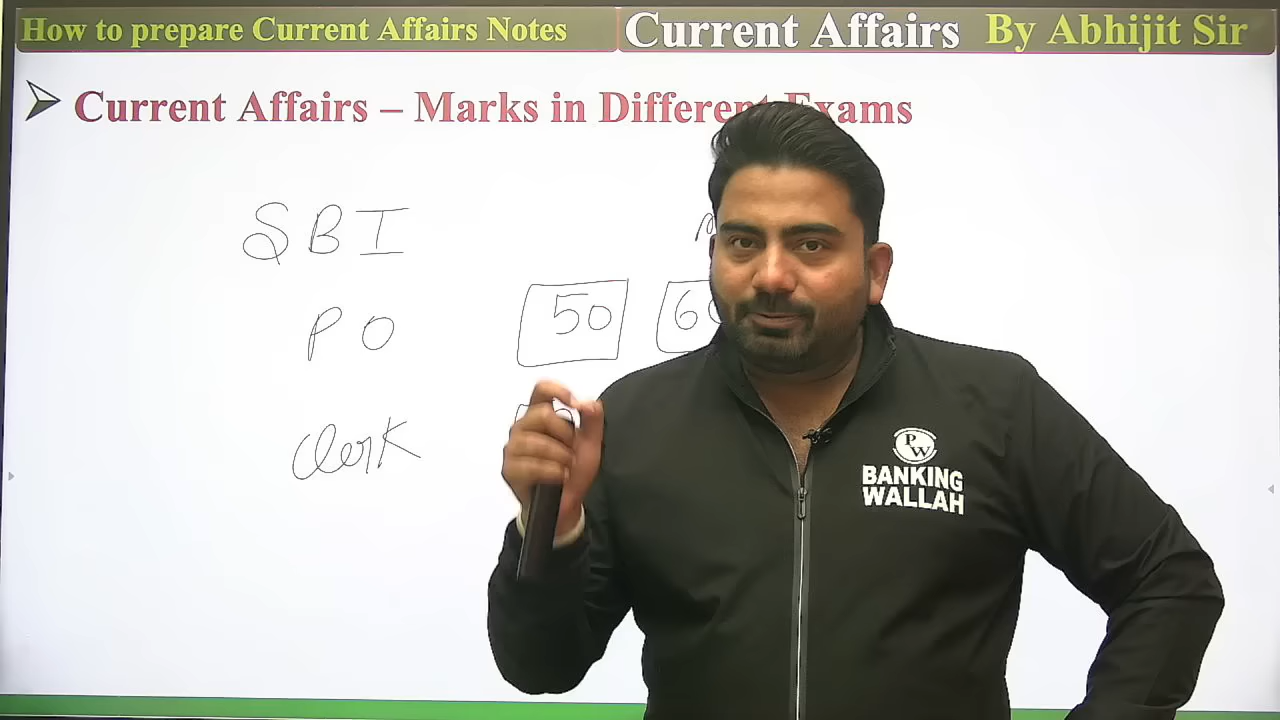 How to prepare Current Affairs Notes
Current Affairs By Abhijit Sir
Current Affairs – Marks in Different Exams
SBI
PO 50
Clerk
PW
BANKING
WALLAH